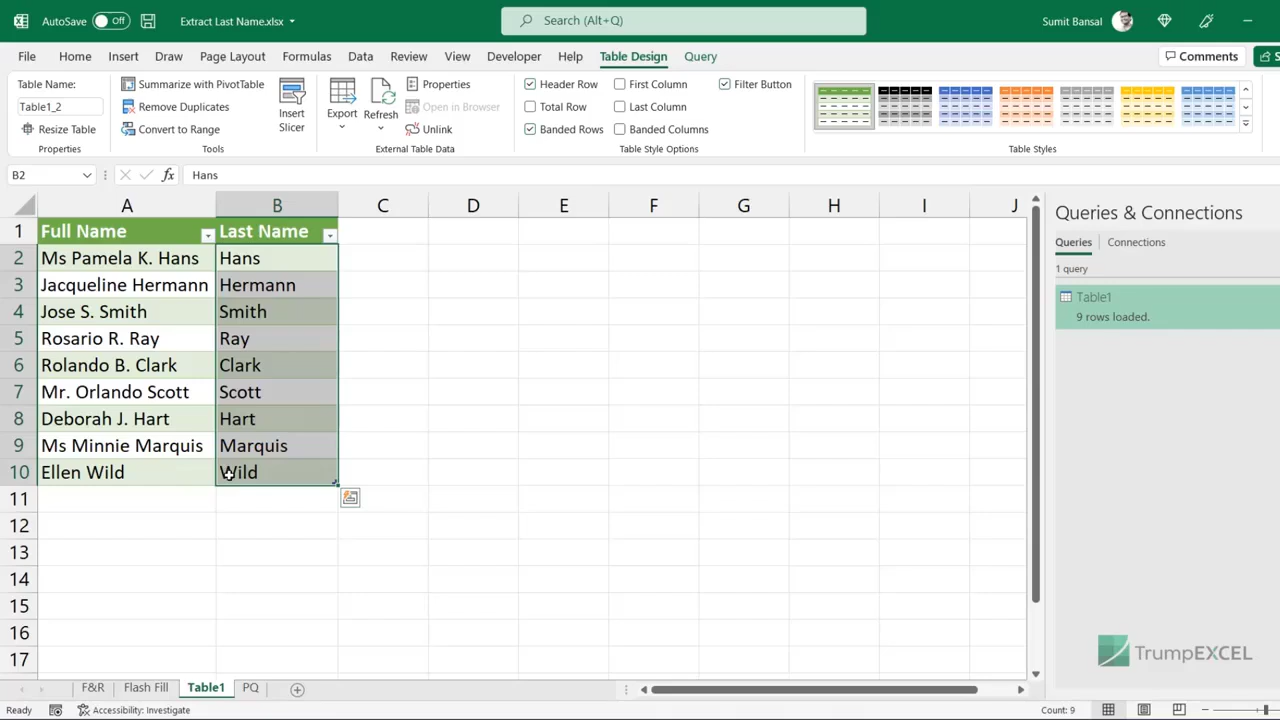 AutoSave Off Extract Last Name.xlsx Search (Alt+Q) Sumit Bansal
File Home Insert Draw Page Layout Formulas Data Review View Developer Help Table Design Query Comments
Table Name: Summarize with PivotTable Properties Header Row First Column Filter Button
Table1_2 Remove Duplicates Insert Slicer Export Refresh Open in Browser Total Row Last Column
Resize Table Convert to Range Unlink Banded Rows Banded Columns
Properties Tools External Table Data Table Style Options Table Styles
B2 fx Hans
A B C D E F G H I J
1 Full Name Last Name
2 Ms Pamela K. Hans Hans
3 Jacqueline Hermann Hermann
4 Jose S. Smith Smith
5 Rosario R. Ray Ray
6 Rolando B. Clark Clark
7 Mr. Orlando Scott Scott
8 Deborah J. Hart Hart
9 Ms Minnie Marquis Marquis
10 Ellen Wild Wild
11
12
13
14
15
16
17
Queries & Connections
Queries Connections
1 query
Table1
9 rows loaded.
TrumpEXCEL
F&R Flash Fill Table1 PQ
Ready Accessibility: Investigate Count: 9